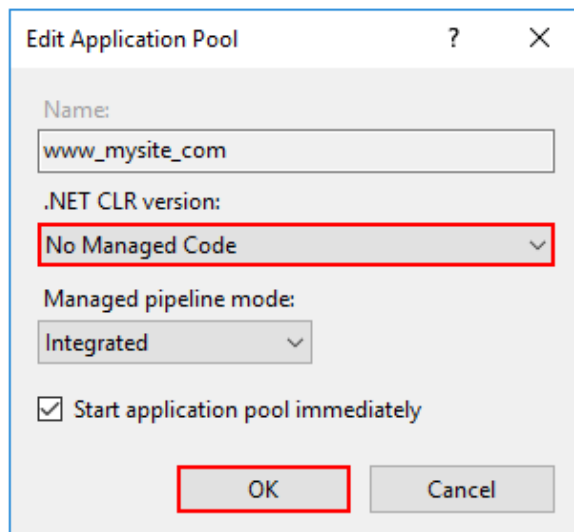 Edit Application Pool ?
Name:
www_mysite_com
.NET CLR version:
No Managed Code
Managed pipeline mode:
Integrated
Start application pool immediately
OK Cancel